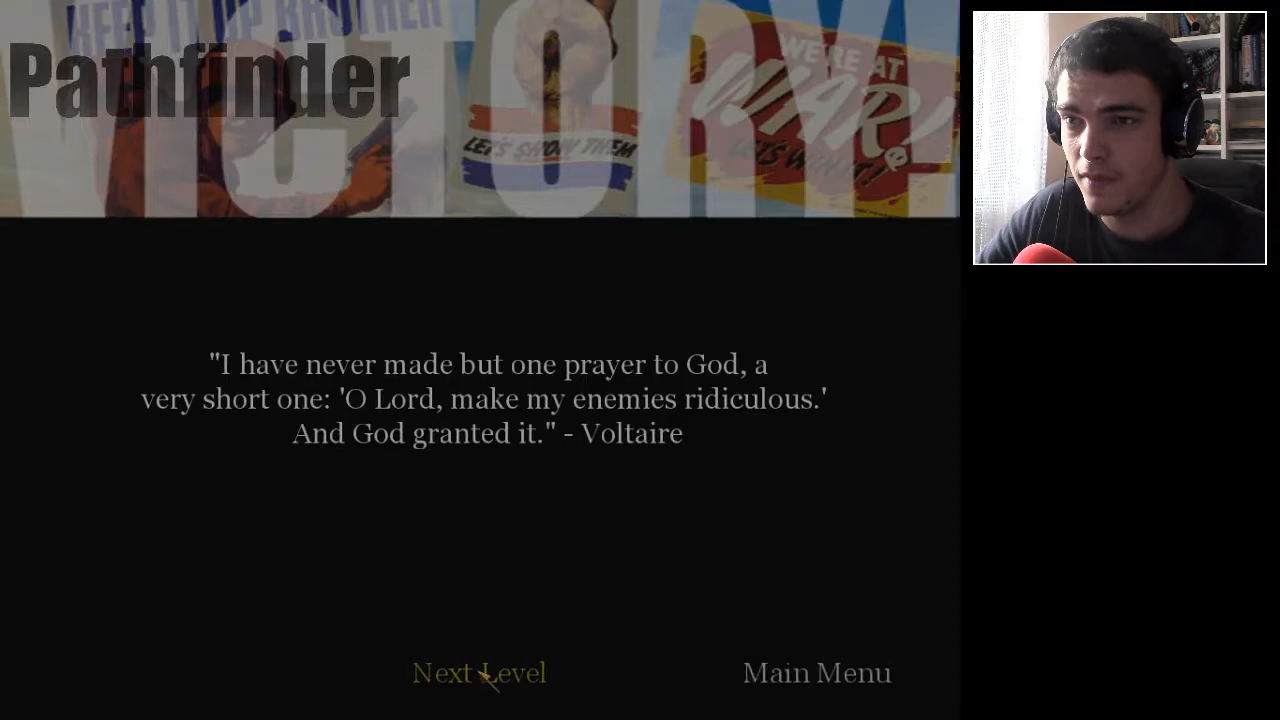 KEEP IT UP BROTHER
Pathfinder
VICTORY
LET'S SHOW THEM
WE'RE AT
WAR!
"I have never made but one prayer to God, a
very short one: 'O Lord, make my enemies ridiculous.'
And God granted it." - Voltaire
Next Level
Main Menu